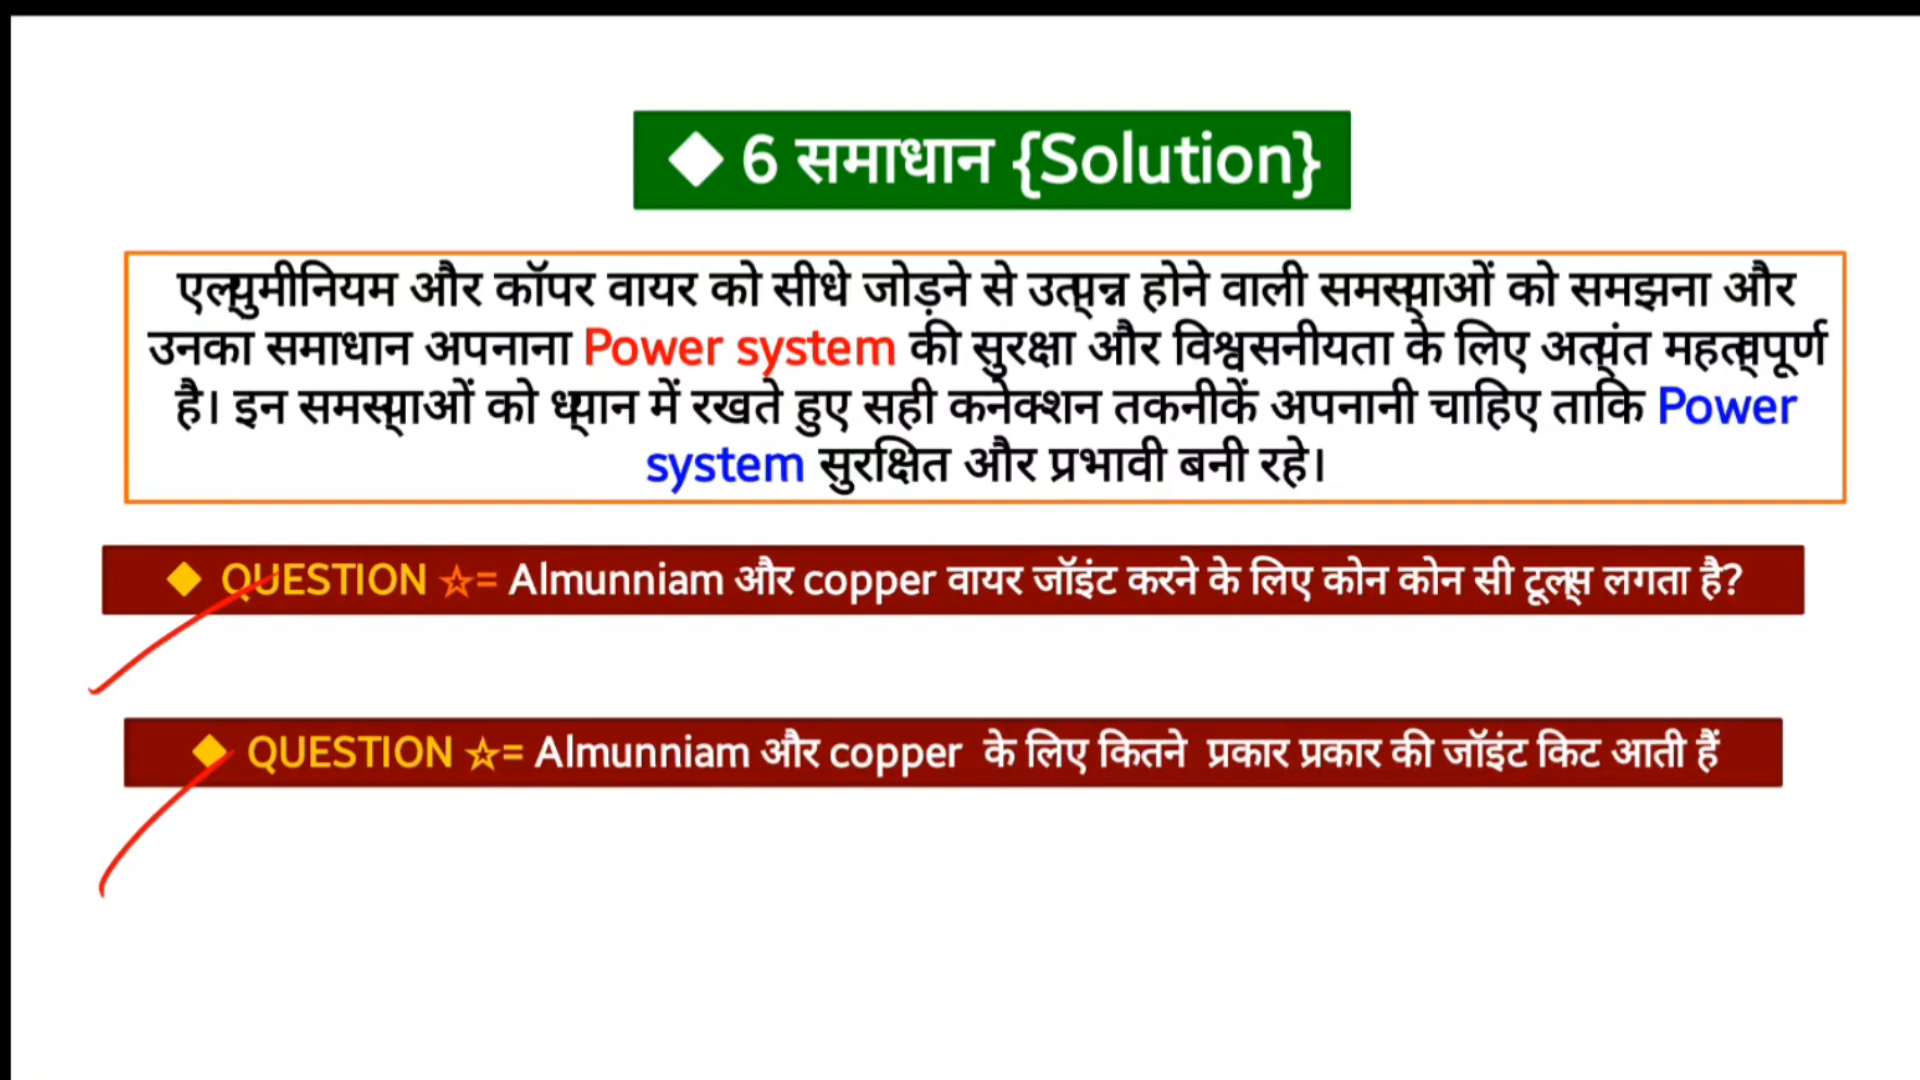 ◆ 6 समाधान {Solution}
एल्युमीनियम और कॉपर वायर को सीधे जोड़ने से उत्पन्न होने वाली समस्याओं को समझना और
उनका समाधान अपनाना Power system की सुरक्षा और विश्वसनीयता के लिए अत्यंत महत्वपूर्ण
है। इन समस्याओं को ध्यान में रखते हुए सही कनेक्शन तकनीकें अपनानी चाहिए ताकि Power
system सुरक्षित और प्रभावी बनी रहे।
◆ QUESTION ☆= Almunniam और copper वायर जॉइंट करने के लिए कोन कोन सी टूल्स लगता है?
◆ QUESTION ☆= Almunniam और copper के लिए कितने प्रकार प्रकार की जॉइंट किट आती हैं